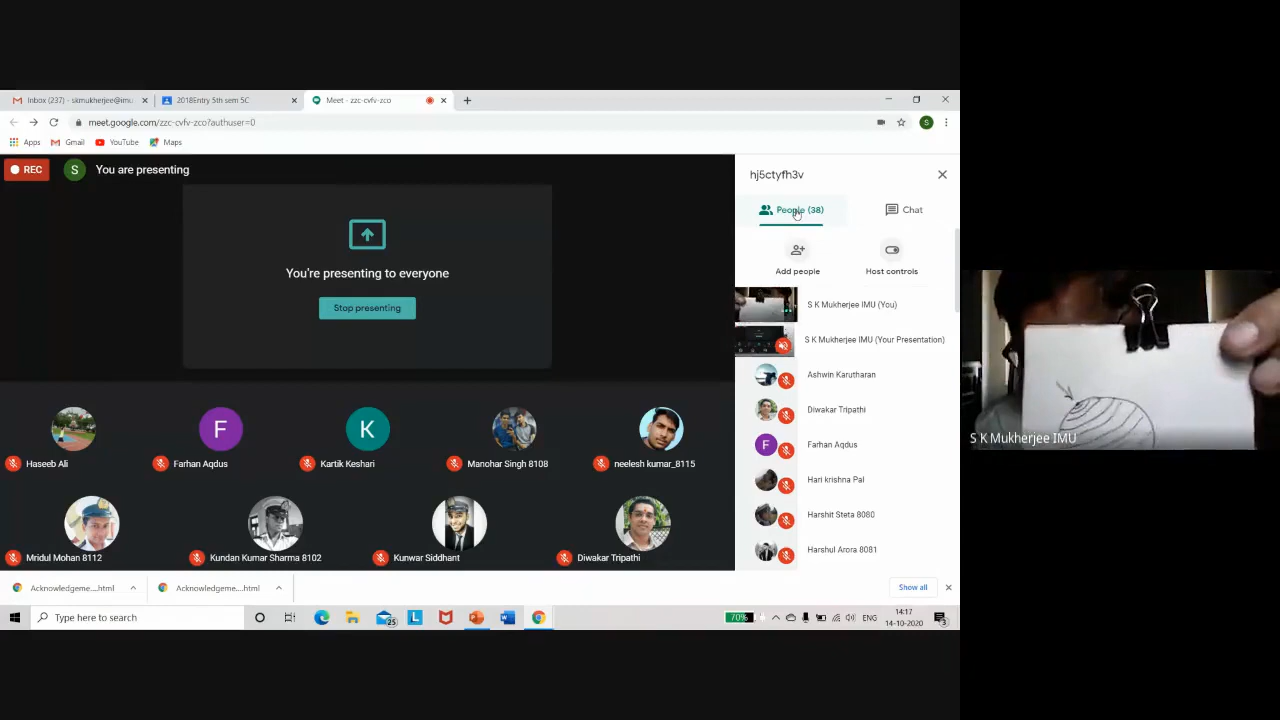 Inbox (237) - skmukherjee@imu
2018Entry 5th sem 5C
Meet - zzc-cvfv-zco
meet.google.com/zzc-cvfv-zco?authuser=0
S
Apps
Gmail
YouTube
Maps
REC
S
You are presenting
You're presenting to everyone
Stop presenting
Haseeb Ali
F
Farhan Aqdus
K
Kartik Keshari
Manohar Singh 8108
neelesh kumar_8115
Mridul Mohan 8112
Kundan Kumar Sharma 8102
Kunwar Siddhant
Diwakar Tripathi
hj5ctyfh3v
People (38)
Chat
Add people
Host controls
S K Mukherjee IMU (You)
S K Mukherjee IMU (Your Presentation)
Ashwin Karutharan
Diwakar Tripathi
F
Farhan Aqdus
Hari krishna Pal
Harshit Steta 8080
Harshul Arora 8081
Acknowledgeme....html
Acknowledgeme....html
Show all
Type here to search
25
L
70%
ENG
14:17
14-10-2020
3
S K Mukherjee IMU